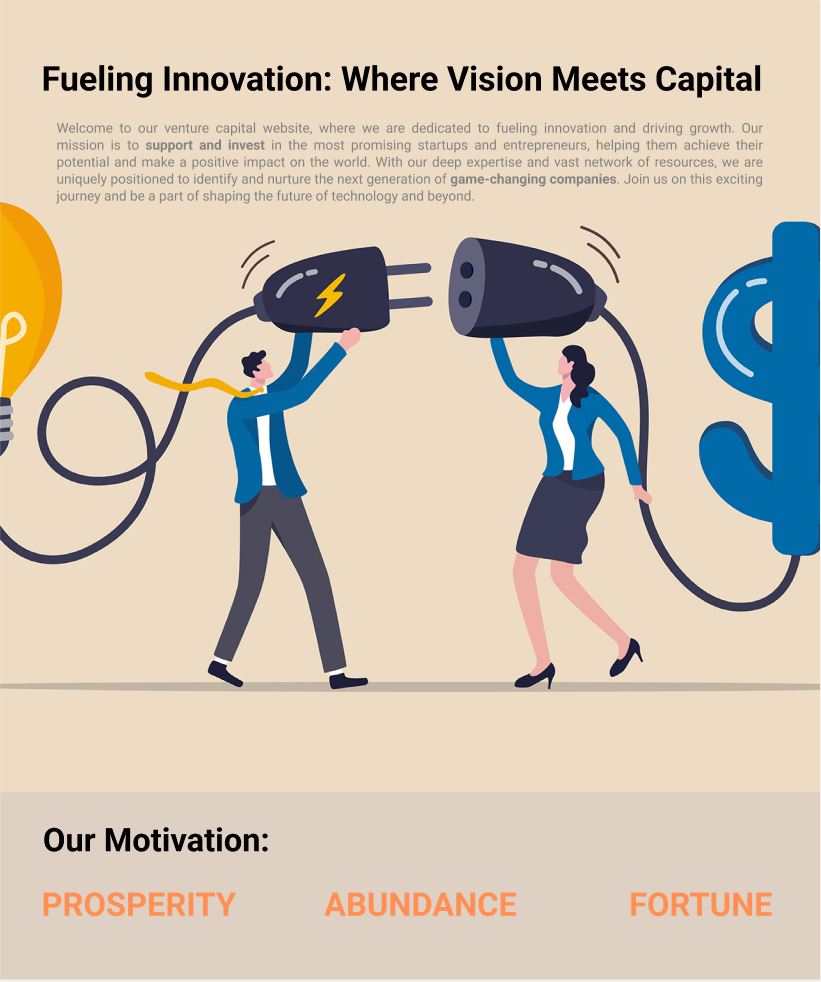 Fueling Innovation: Where Vision Meets Capital
Welcome to our venture capital website, where we are dedicated to fueling innovation and driving growth. Our
mission is to support and invest in the most promising startups and entrepreneurs, helping them achieve their
potential and make a positive impact on the world. With our deep expertise and vast network of resources, we are
uniquely positioned to identify and nurture the next generation of game-changing companies. Join us on this exciting
journey and be a part of shaping the future of technology and beyond.
Our Motivation:
PROSPERITY ABUNDANCE FORTUNE